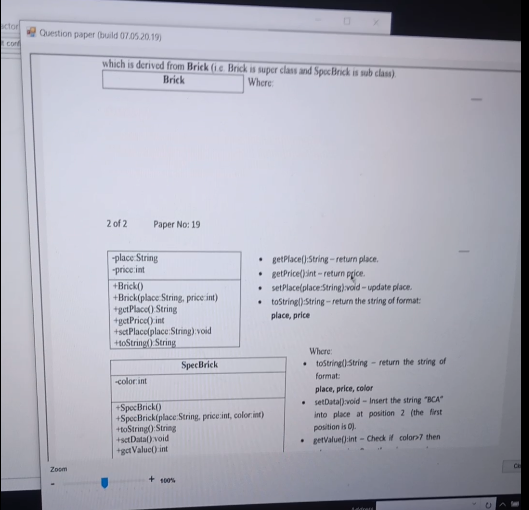 Question paper (build 07.05.20.19)
which is derived from Brick (i.e. Brick is super class and SpecBrick is sub class).
Brick
Where:
2 of 2 Paper No: 19
-place:String
-price:int
+Brick()
+Brick(place:String, price:int)
+getPlace():String
+getPrice():int
+setPlace(place:String):void
+toString():String
• getPlace():String – return place.
• getPrice():int – return price.
• setPlace(place:String):void – update place.
• toString():String – return the string of format:
place, price
SpecBrick
-color:int
+SpecBrick()
+SpecBrick(place:String, price:int, color:int)
+toString():String
+setData():void
+getValue():int
Where:
• toString():String – return the string of
format:
place, price, color
• setData():void – Insert the string "BCA"
into place at position 2 (the first
position is 0).
• getValue():int – Check if color>7 then
Zoom
- + 100%